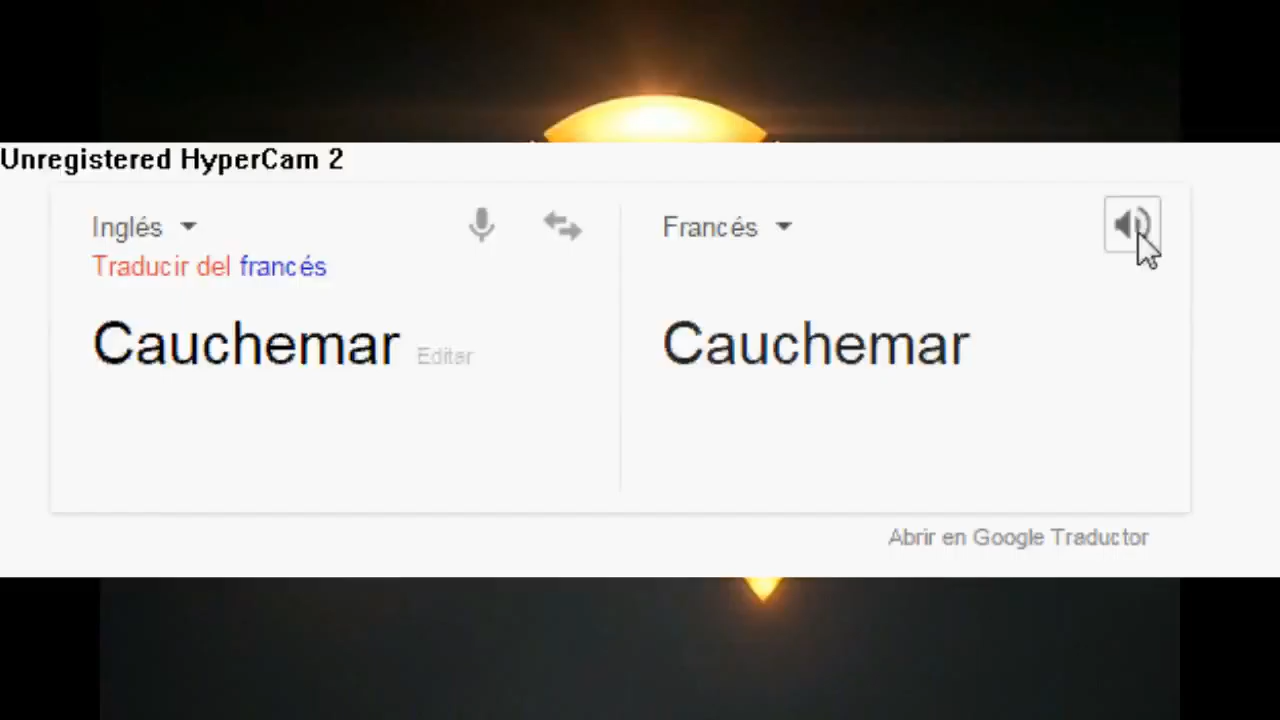 Unregistered HyperCam 2
Inglés
Francés
Traducir del francés
Cauchemar Editar
Cauchemar
Abrir en Google Traductor